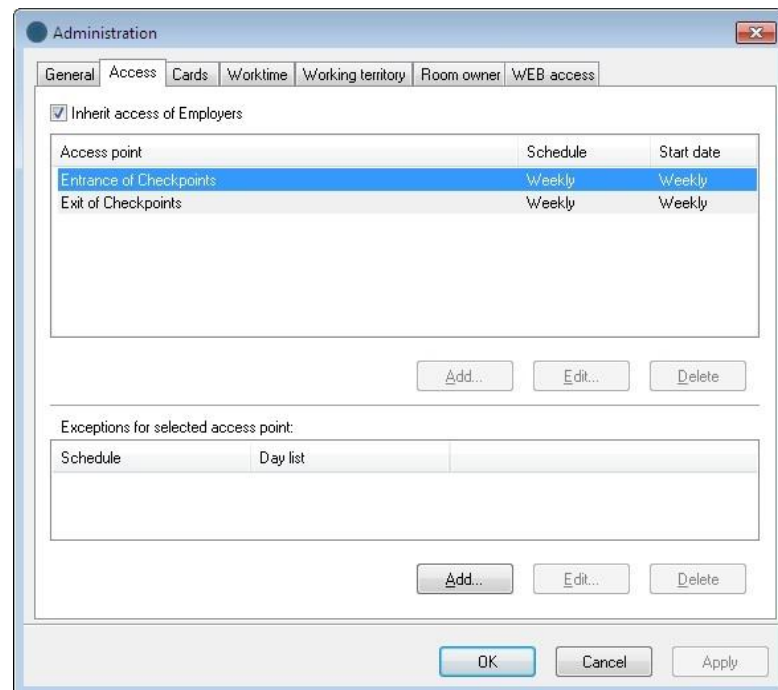 Administration
General Access Cards Worktime Working territory Room owner WEB access
Inherit access of Employers
Access point Schedule Start date
Entrance of Checkpoints Weekly Weekly
Exit of Checkpoints Weekly Weekly
Add... Edit... Delete
Exceptions for selected access point:
Schedule Day list
Add... Edit... Delete
OK Cancel Apply